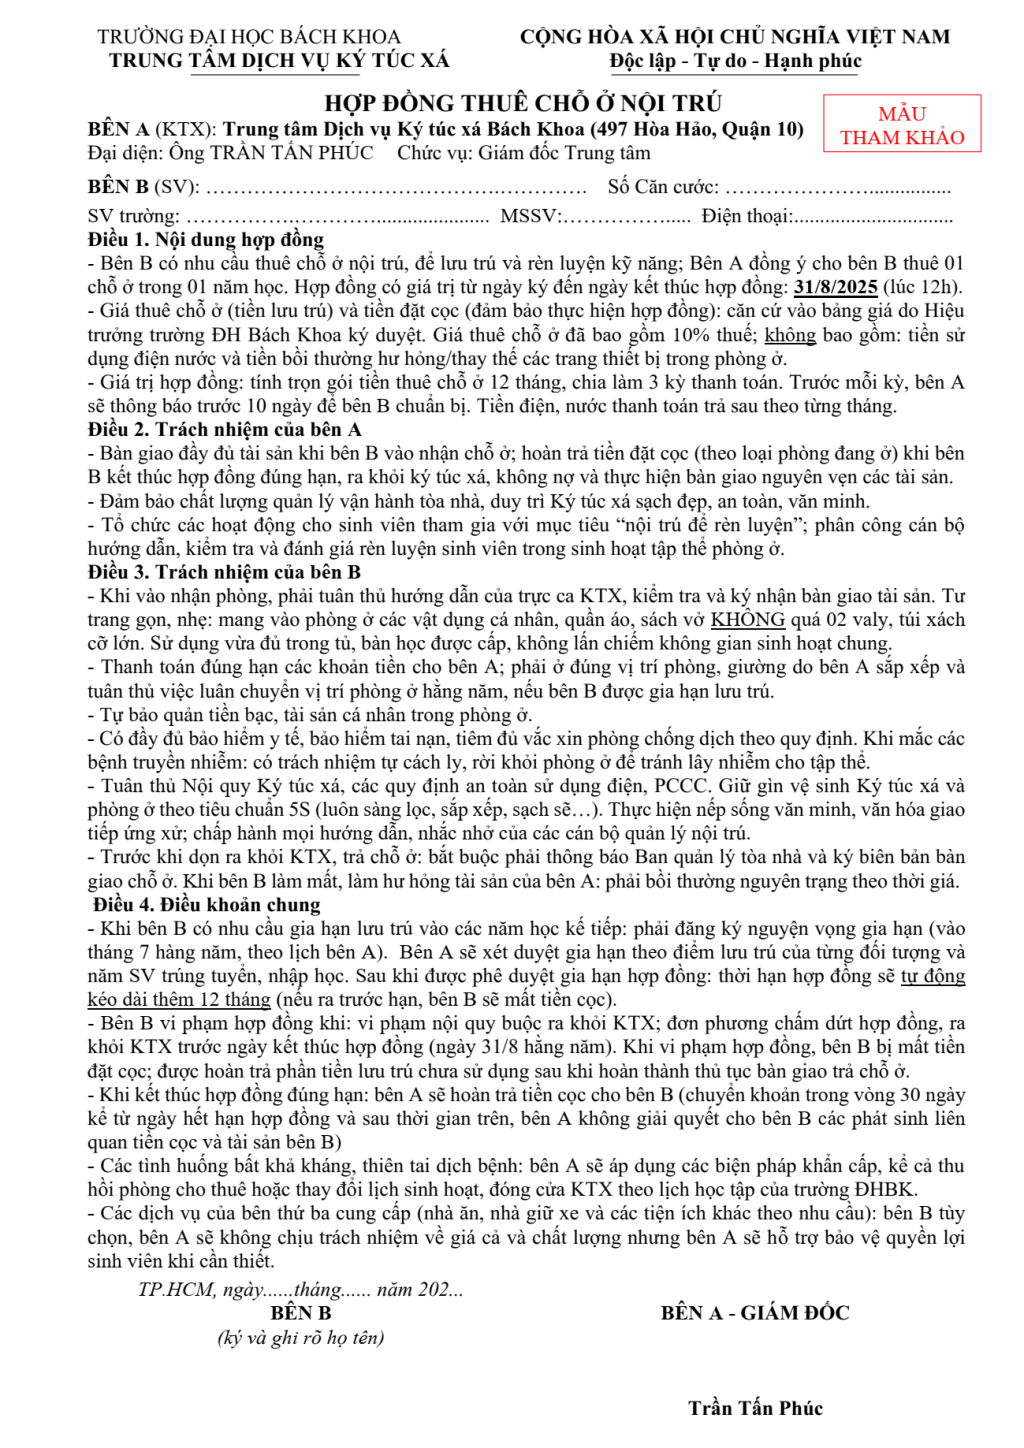 TRƯỜNG ĐẠI HỌC BÁCH KHOA
TRUNG TÂM DỊCH VỤ KÝ TÚC XÁ
CỘNG HÒA XÃ HỘI CHỦ NGHĨA VIỆT NAM
Độc lập - Tự do - Hạnh phúc
HỢP ĐỒNG THUÊ CHỖ Ở NỘI TRÚ
MẪU
THAM KHẢO
BÊN A (KTX): Trung tâm Dịch vụ Ký túc xá Bách Khoa (497 Hòa Hảo, Quận 10)
Đại diện: Ông TRẦN TẤN PHÚC Chức vụ: Giám đốc Trung tâm
BÊN B (SV): ……………………………………….…………. Số Căn cước: …………………................
SV trường: …………….…………....................... MSSV:……………..... Điện thoại:................................
Điều 1. Nội dung hợp đồng
- Bên B có nhu cầu thuê chỗ ở nội trú, để lưu trú và rèn luyện kỹ năng; Bên A đồng ý cho bên B thuê 01
chỗ ở trong 01 năm học. Hợp đồng có giá trị từ ngày ký đến ngày kết thúc hợp đồng: 31/8/2025 (lúc 12h).
- Giá thuê chỗ ở (tiền lưu trú) và tiền đặt cọc (đảm bảo thực hiện hợp đồng): căn cứ vào bảng giá do Hiệu
trưởng trường ĐH Bách Khoa ký duyệt. Giá thuê chỗ ở đã bao gồm 10% thuế; không bao gồm: tiền sử
dụng điện nước và tiền bồi thường hư hỏng/thay thế các trang thiết bị trong phòng ở.
- Giá trị hợp đồng: tính trọn gói tiền thuê chỗ ở 12 tháng, chia làm 3 kỳ thanh toán. Trước mỗi kỳ, bên A
sẽ thông báo trước 10 ngày để bên B chuẩn bị. Tiền điện, nước thanh toán trả sau theo từng tháng.
Điều 2. Trách nhiệm của bên A
- Bàn giao đầy đủ tài sản khi bên B vào nhận chỗ ở; hoàn trả tiền đặt cọc (theo loại phòng đang ở) khi bên
B kết thúc hợp đồng đúng hạn, ra khỏi ký túc xá, không nợ và thực hiện bàn giao nguyên vẹn các tài sản.
- Đảm bảo chất lượng quản lý vận hành tòa nhà, duy trì Ký túc xá sạch đẹp, an toàn, văn minh.
- Tổ chức các hoạt động cho sinh viên tham gia với mục tiêu “nội trú để rèn luyện”; phân công cán bộ
hướng dẫn, kiểm tra và đánh giá rèn luyện sinh viên trong sinh hoạt tập thể phòng ở.
Điều 3. Trách nhiệm của bên B
- Khi vào nhận phòng, phải tuân thủ hướng dẫn của trực ca KTX, kiểm tra và ký nhận bàn giao tài sản. Tư
trang gọn, nhẹ: mang vào phòng ở các vật dụng cá nhân, quần áo, sách vở KHÔNG quá 02 valy, túi xách
cỡ lớn. Sử dụng vừa đủ trong tủ, bàn học được cấp, không lấn chiếm không gian sinh hoạt chung.
- Thanh toán đúng hạn các khoản tiền cho bên A; phải ở đúng vị trí phòng, giường do bên A sắp xếp và
tuân thủ việc luân chuyển vị trí phòng ở hằng năm, nếu bên B được gia hạn lưu trú.
- Tự bảo quản tiền bạc, tài sản cá nhân trong phòng ở.
- Có đầy đủ bảo hiểm y tế, bảo hiểm tai nạn, tiêm đủ vắc xin phòng chống dịch theo quy định. Khi mắc các
bệnh truyền nhiễm: có trách nhiệm tự cách ly, rời khỏi phòng ở để tránh lây nhiễm cho tập thể.
- Tuân thủ Nội quy Ký túc xá, các quy định an toàn sử dụng điện, PCCC. Giữ gìn vệ sinh Ký túc xá và
phòng ở theo tiêu chuẩn 5S (luôn sàng lọc, sắp xếp, sạch sẽ…). Thực hiện nếp sống văn minh, văn hóa giao
tiếp ứng xử; chấp hành mọi hướng dẫn, nhắc nhở của các cán bộ quản lý nội trú.
- Trước khi dọn ra khỏi KTX, trả chỗ ở: bắt buộc phải thông báo Ban quản lý tòa nhà và ký biên bản bàn
giao chỗ ở. Khi bên B làm mất, làm hư hỏng tài sản của bên A: phải bồi thường nguyên trạng theo thời giá.
Điều 4. Điều khoản chung
- Khi bên B có nhu cầu gia hạn lưu trú vào các năm học kế tiếp: phải đăng ký nguyện vọng gia hạn (vào
tháng 7 hàng năm, theo lịch bên A). Bên A sẽ xét duyệt gia hạn theo điểm lưu trú của từng đối tượng và
năm SV trúng tuyển, nhập học. Sau khi được phê duyệt gia hạn hợp đồng: thời hạn hợp đồng sẽ tự động
kéo dài thêm 12 tháng (nếu ra trước hạn, bên B sẽ mất tiền cọc).
- Bên B vi phạm hợp đồng khi: vi phạm nội quy buộc ra khỏi KTX; đơn phương chấm dứt hợp đồng, ra
khỏi KTX trước ngày kết thúc hợp đồng (ngày 31/8 hằng năm). Khi vi phạm hợp đồng, bên B bị mất tiền
đặt cọc; được hoàn trả phần tiền lưu trú chưa sử dụng sau khi hoàn thành thủ tục bàn giao trả chỗ ở.
- Khi kết thúc hợp đồng đúng hạn: bên A sẽ hoàn trả tiền cọc cho bên B (chuyển khoản trong vòng 30 ngày
kể từ ngày hết hạn hợp đồng và sau thời gian trên, bên A không giải quyết cho bên B các phát sinh liên
quan tiền cọc và tài sản bên B)
- Các tình huống bất khả kháng, thiên tai dịch bệnh: bên A sẽ áp dụng các biện pháp khẩn cấp, kể cả thu
hồi phòng cho thuê hoặc thay đổi lịch sinh hoạt, đóng cửa KTX theo lịch học tập của trường ĐHBK.
- Các dịch vụ của bên thứ ba cung cấp (nhà ăn, nhà giữ xe và các tiện ích khác theo nhu cầu): bên B tùy
chọn, bên A sẽ không chịu trách nhiệm về giá cả và chất lượng nhưng bên A sẽ hỗ trợ bảo vệ quyền lợi
sinh viên khi cần thiết.
TP.HCM, ngày......tháng...... năm 202...
BÊN B
(ký và ghi rõ họ tên)
BÊN A - GIÁM ĐỐC
Trần Tấn Phúc